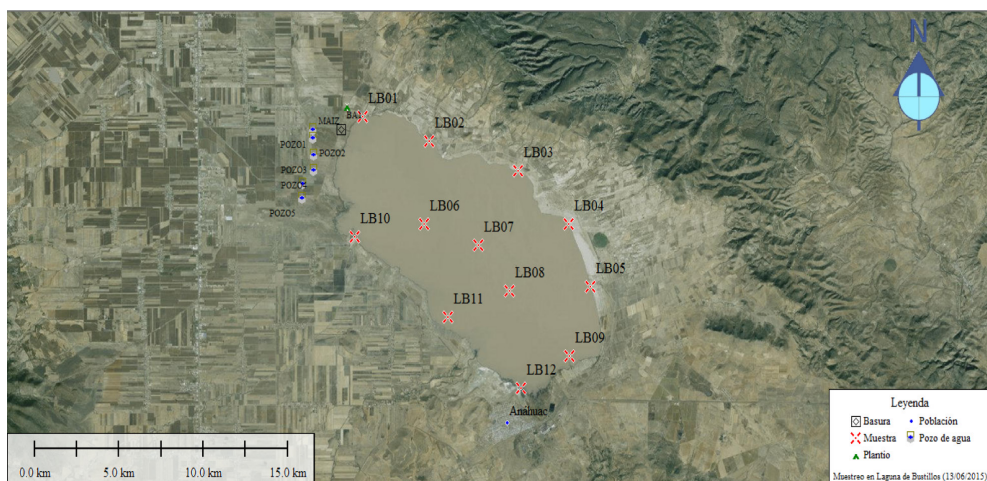 N
LB01
BA1
MAIZ
LB02
POZO1
POZO2
LB03
POZO3
POZO4
POZO5
LB04
LB06
LB10
LB07
LB05
LB08
LB11
LB09
LB12
Anahuac
Leyenda
Basura
Población
Muestra
Pozo de agua
Plantio
0.0 km 5.0 km 10.0 km 15.0 km
Muestreo en Laguna de Bustillos (13/06/2015)